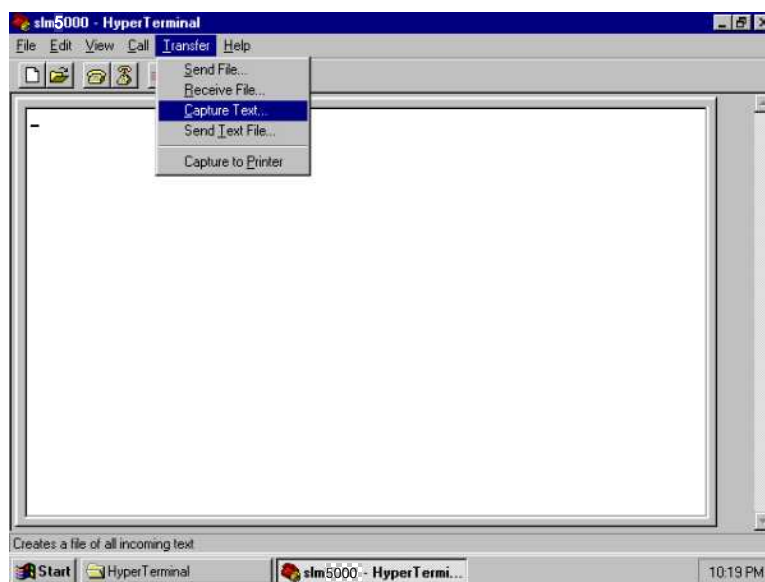 slm5000 - HyperTerminal
File Edit View Call Transfer Help
Send File...
Receive File...
Capture Text...
Send Text File...
Capture to Printer
Creates a file of all incoming text
Start HyperTerminal slm5000 - HyperTermi... 10:19 PM